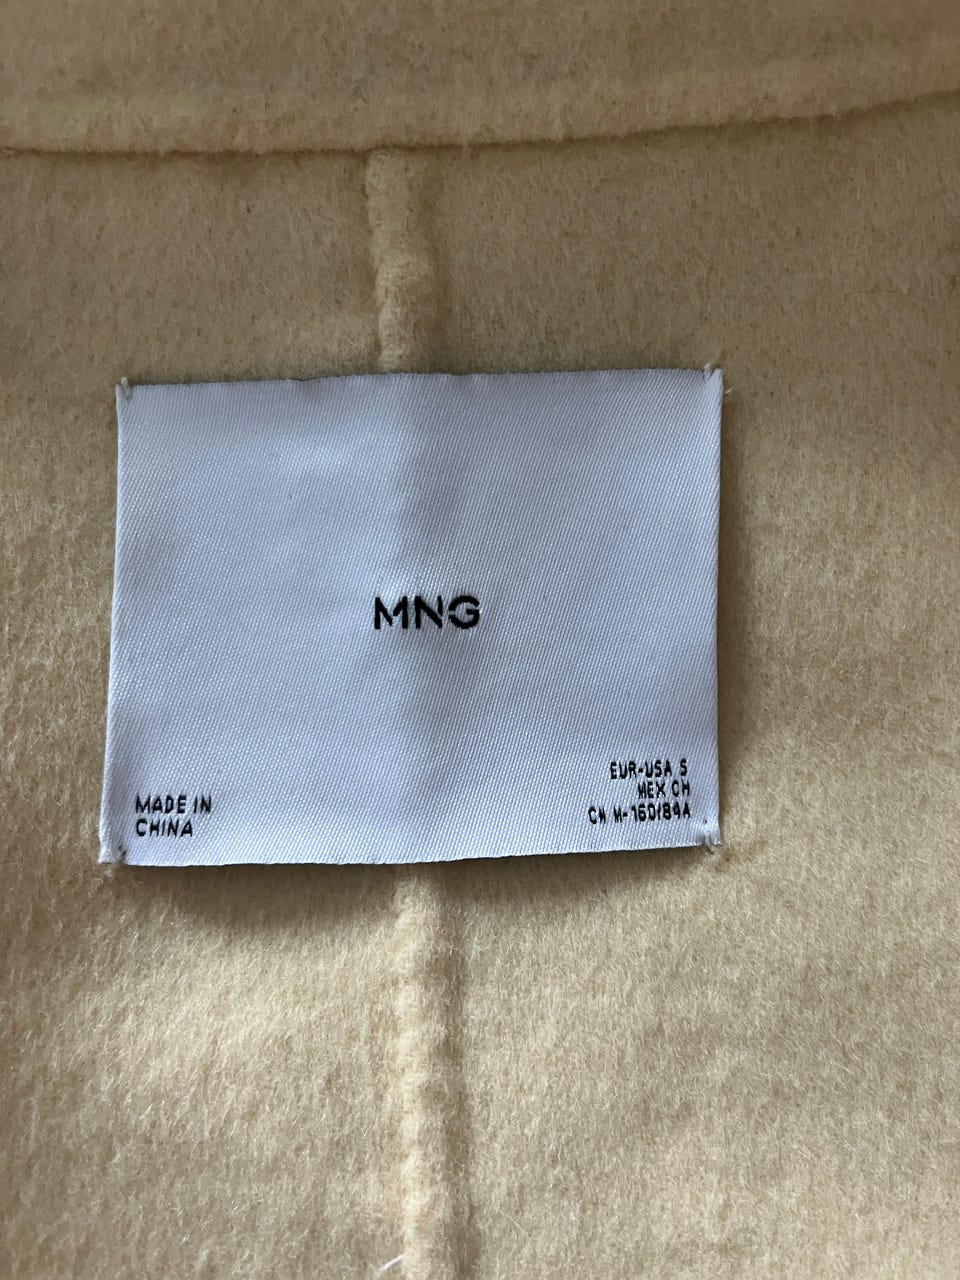 MNG
MADE IN
CHINA
EUR-USA S
MEX CH
CN M-160/84A